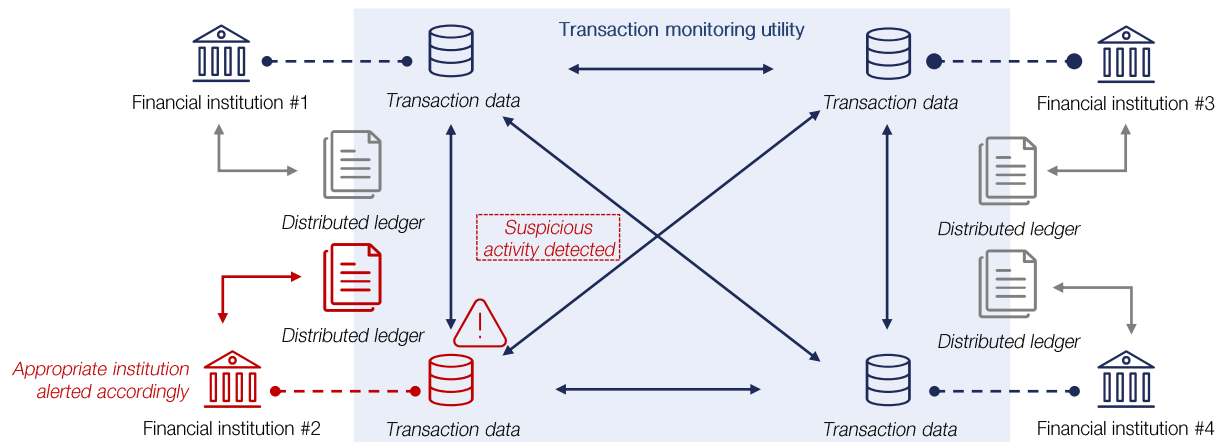 Transaction monitoring utility
Financial institution #1
Transaction data
Transaction data
Financial institution #3
Distributed ledger
Suspicious
activity detected
Distributed ledger
Distributed ledger
Distributed ledger
Appropriate institution
alerted accordingly
Financial institution #2
Transaction data
Transaction data
Financial institution #4